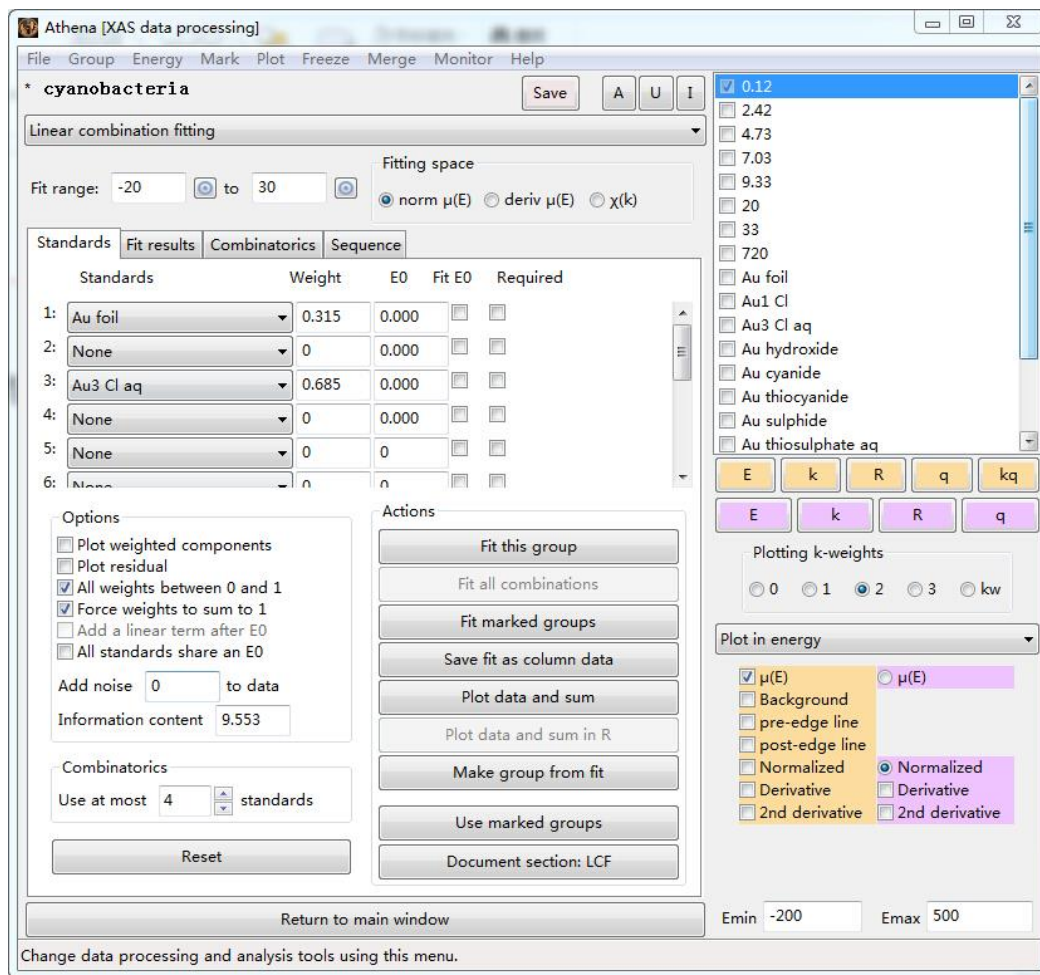 Athena [XAS data processing]
File Group Energy Mark Plot Freeze Merge Monitor Help
* cyanobacteria
Save A U I
Linear combination fitting
Fit range: -20 to 30
Fitting space
norm μ(E) deriv μ(E) χ(k)
Standards Fit results Combinatorics Sequence
Standards Weight E0 Fit E0 Required
1: Au foil 0.315 0.000
2: None 0 0.000
3: Au3 Cl aq 0.685 0.000
4: None 0 0.000
5: None 0 0
6: None 0 0
Options
Plot weighted components
Plot residual
All weights between 0 and 1
Force weights to sum to 1
Add a linear term after E0
All standards share an E0
Add noise 0 to data
Information content 9.553
Combinatorics
Use at most 4 standards
Reset
Actions
Fit this group
Fit all combinations
Fit marked groups
Save fit as column data
Plot data and sum
Plot data and sum in R
Make group from fit
Use marked groups
Document section: LCF
Return to main window
0.12
2.42
4.73
7.03
9.33
20
33
720
Au foil
Au1 Cl
Au3 Cl aq
Au hydroxide
Au cyanide
Au thiocyanide
Au sulphide
Au thiosulphate aq
E k R q kq
E k R q
Plotting k-weights
0 1 2 3 kw
Plot in energy
μ(E) μ(E)
Background
pre-edge line
post-edge line
Normalized Normalized
Derivative Derivative
2nd derivative 2nd derivative
Emin -200 Emax 500
Change data processing and analysis tools using this menu.